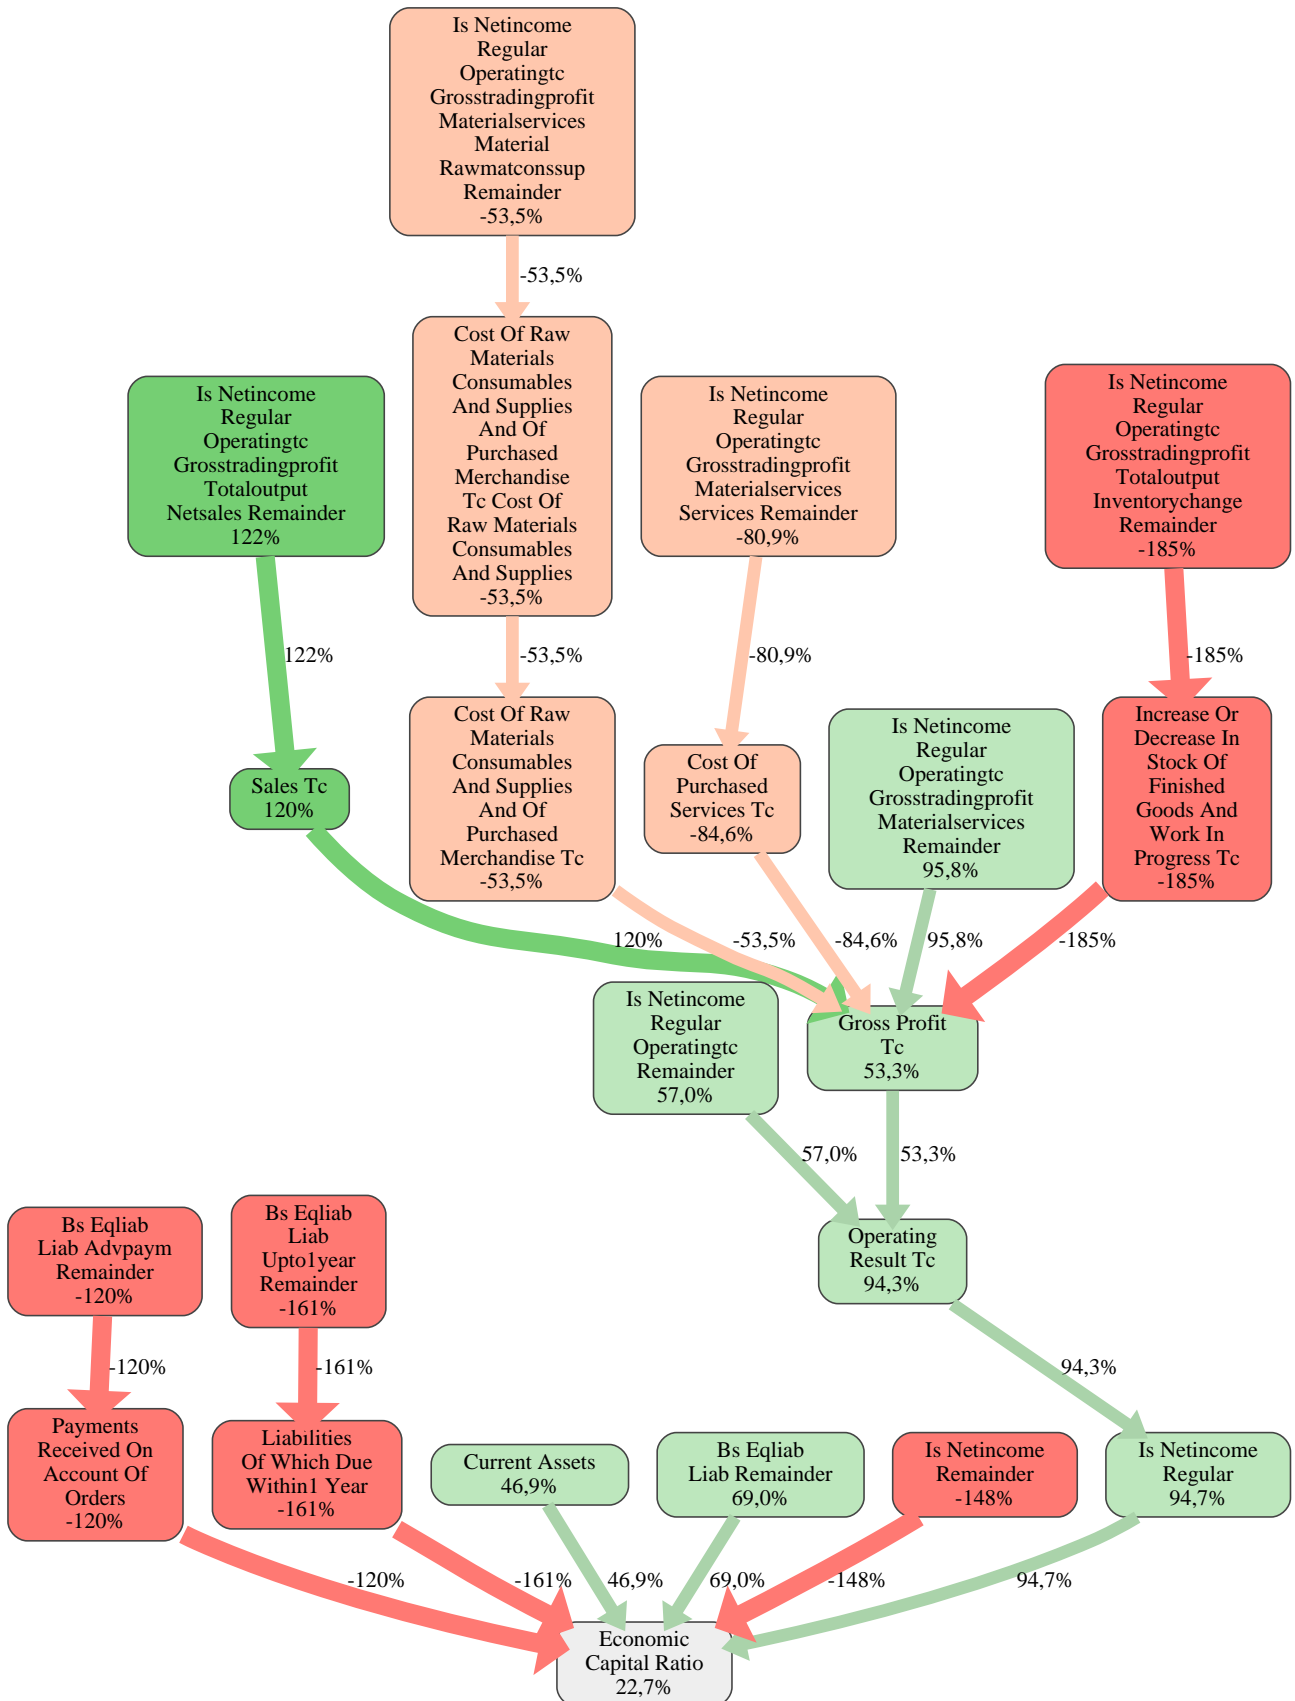 Is Netincome
Regular
Operatingtc
Grosstradingprofit
Materialservices
Material
Rawmatconssup
Remainder
-53,5%
-53,5%
Cost Of Raw
Materials
Consumables
And Supplies
And Of
Purchased
Merchandise
Tc Cost Of
Raw Materials
Consumables
And Supplies
-53,5%
Is Netincome
Regular
Operatingtc
Grosstradingprofit
Totaloutput
Netsales Remainder
122%
Is Netincome
Regular
Operatingtc
Grosstradingprofit
Materialservices
Services Remainder
-80,9%
Is Netincome
Regular
Operatingtc
Grosstradingprofit
Totaloutput
Inventorychange
Remainder
-185%
122%
-53,5%
-80,9%
-185%
Sales Tc
120%
Cost Of Raw
Materials
Consumables
And Supplies
And Of
Purchased
Merchandise Tc
-53,5%
Cost Of
Purchased
Services Tc
-84,6%
Is Netincome
Regular
Operatingtc
Grosstradingprofit
Materialservices
Remainder
95,8%
Increase Or
Decrease In
Stock Of
Finished
Goods And
Work In
Progress Tc
-185%
120%
-53,5%
-84,6%
95,8%
-185%
Is Netincome
Regular
Operatingtc
Remainder
57,0%
Gross Profit
Tc
53,3%
57,0%
53,3%
Bs Eqliab
Liab Advpaym
Remainder
-120%
Bs Eqliab
Liab
Upto1year
Remainder
-161%
Operating
Result Tc
94,3%
-120%
-161%
94,3%
Payments
Received On
Account Of
Orders
-120%
Liabilities
Of Which Due
Within1 Year
-161%
Current Assets
46,9%
Bs Eqliab
Liab Remainder
69,0%
Is Netincome
Remainder
-148%
Is Netincome
Regular
94,7%
-120%
-161%
46,9%
69,0%
-148%
94,7%
Economic
Capital Ratio
22,7%